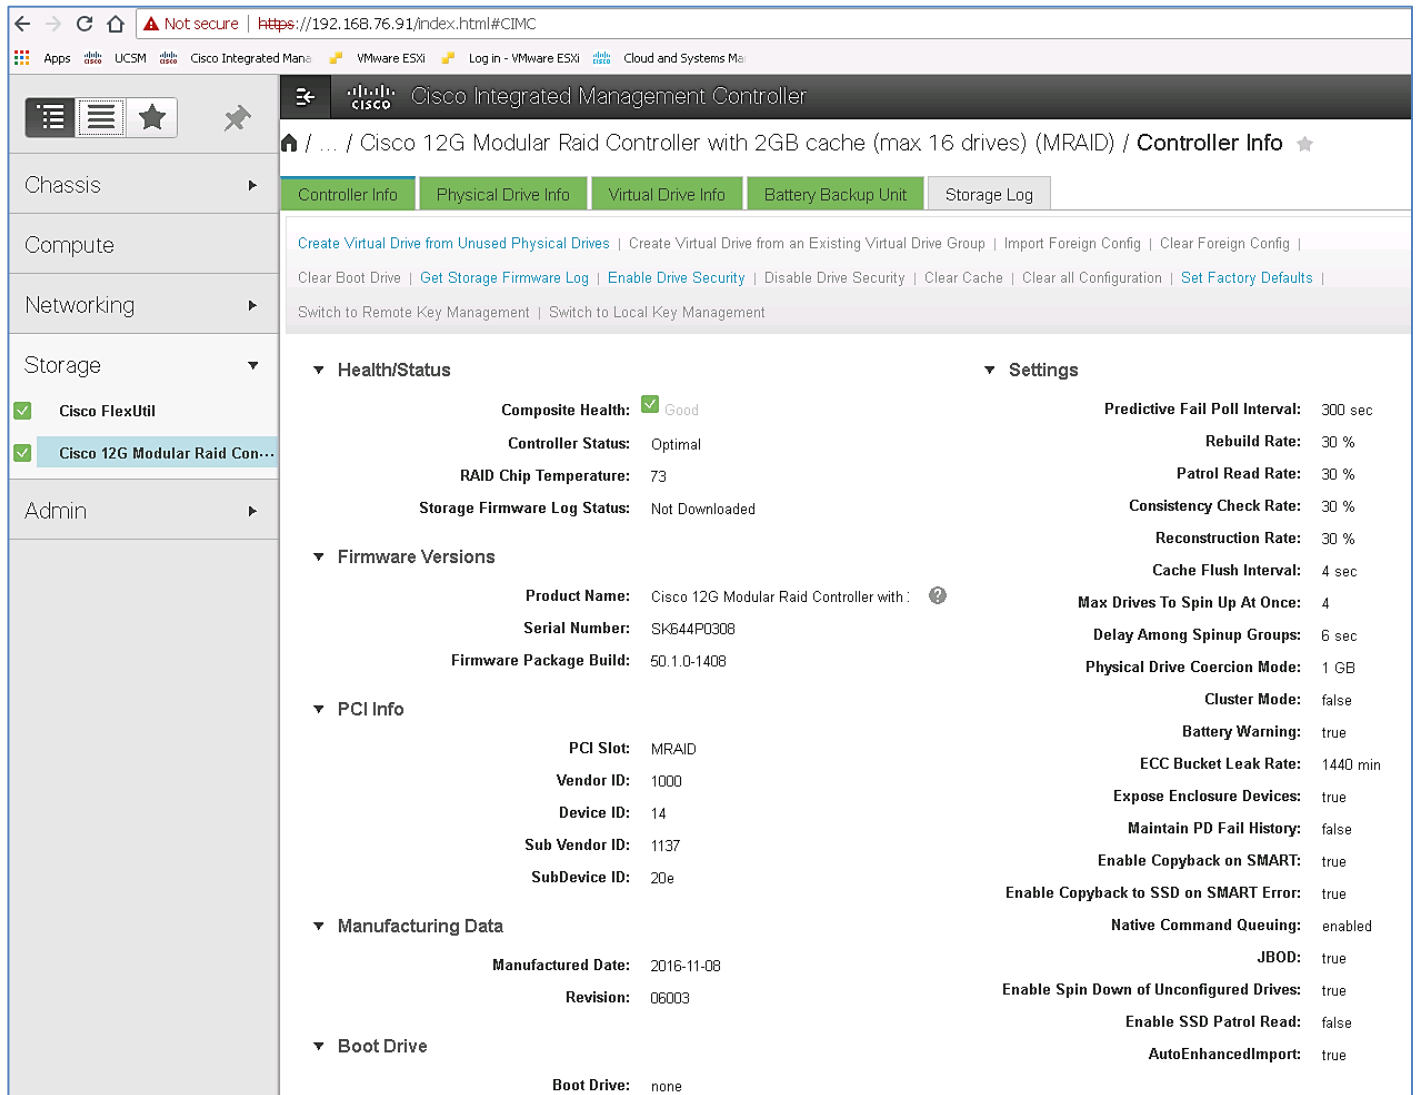 Not secure | https://192.168.76.91/index.html#CIMC
Apps UCSM Cisco Integrated Mana VMware ESXi Log in - VMware ESXi Cloud and Systems Ma
cisco Cisco Integrated Management Controller
/ ... / Cisco 12G Modular Raid Controller with 2GB cache (max 16 drives) (MRAID) / Controller Info
Chassis
Compute
Networking
Storage
Cisco FlexUtil
Cisco 12G Modular Raid Con...
Admin
Controller Info Physical Drive Info Virtual Drive Info Battery Backup Unit Storage Log
Create Virtual Drive from Unused Physical Drives | Create Virtual Drive from an Existing Virtual Drive Group | Import Foreign Config | Clear Foreign Config |
Clear Boot Drive | Get Storage Firmware Log | Enable Drive Security | Disable Drive Security | Clear Cache | Clear all Configuration | Set Factory Defaults |
Switch to Remote Key Management | Switch to Local Key Management
Health/Status
Composite Health: Good
Controller Status: Optimal
RAID Chip Temperature: 73
Storage Firmware Log Status: Not Downloaded
Firmware Versions
Product Name: Cisco 12G Modular Raid Controller with
Serial Number: SK644P0308
Firmware Package Build: 50.1.0-1408
PCI Info
PCI Slot: MRAID
Vendor ID: 1000
Device ID: 14
Sub Vendor ID: 1137
SubDevice ID: 20e
Manufacturing Data
Manufactured Date: 2016-11-08
Revision: 06003
Boot Drive
Boot Drive: none
Settings
Predictive Fail Poll Interval: 300 sec
Rebuild Rate: 30 %
Patrol Read Rate: 30 %
Consistency Check Rate: 30 %
Reconstruction Rate: 30 %
Cache Flush Interval: 4 sec
Max Drives To Spin Up At Once: 4
Delay Among Spinup Groups: 6 sec
Physical Drive Coercion Mode: 1 GB
Cluster Mode: false
Battery Warning: true
ECC Bucket Leak Rate: 1440 min
Expose Enclosure Devices: true
Maintain PD Fail History: false
Enable Copyback on SMART: true
Enable Copyback to SSD on SMART Error: true
Native Command Queuing: enabled
JBOD: true
Enable Spin Down of Unconfigured Drives: true
Enable SSD Patrol Read: false
AutoEnhancedImport: true